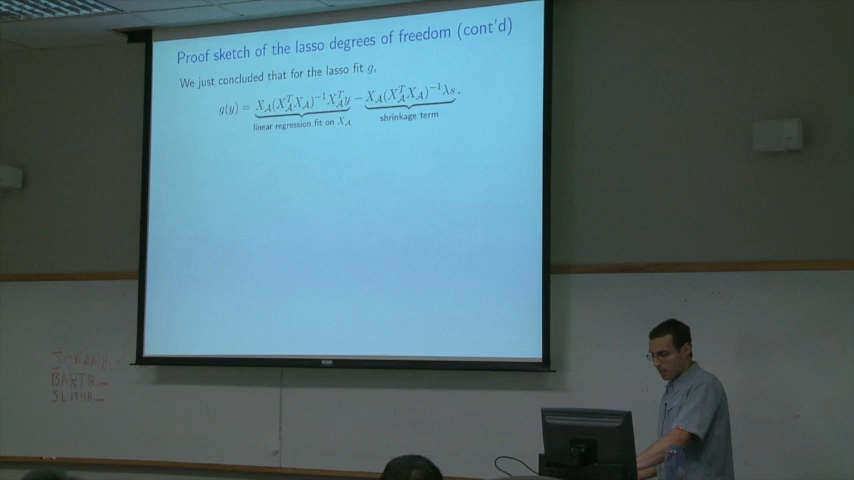 Proof sketch of the lasso degrees of freedom (cont'd)
We just concluded that for the lasso fit g,
g(y) = X_A(X_A^T X_A)^{-1} X_A^T y − X_A(X_A^T X_A)^{-1} λs.
linear regression fit on X_A
shrinkage term